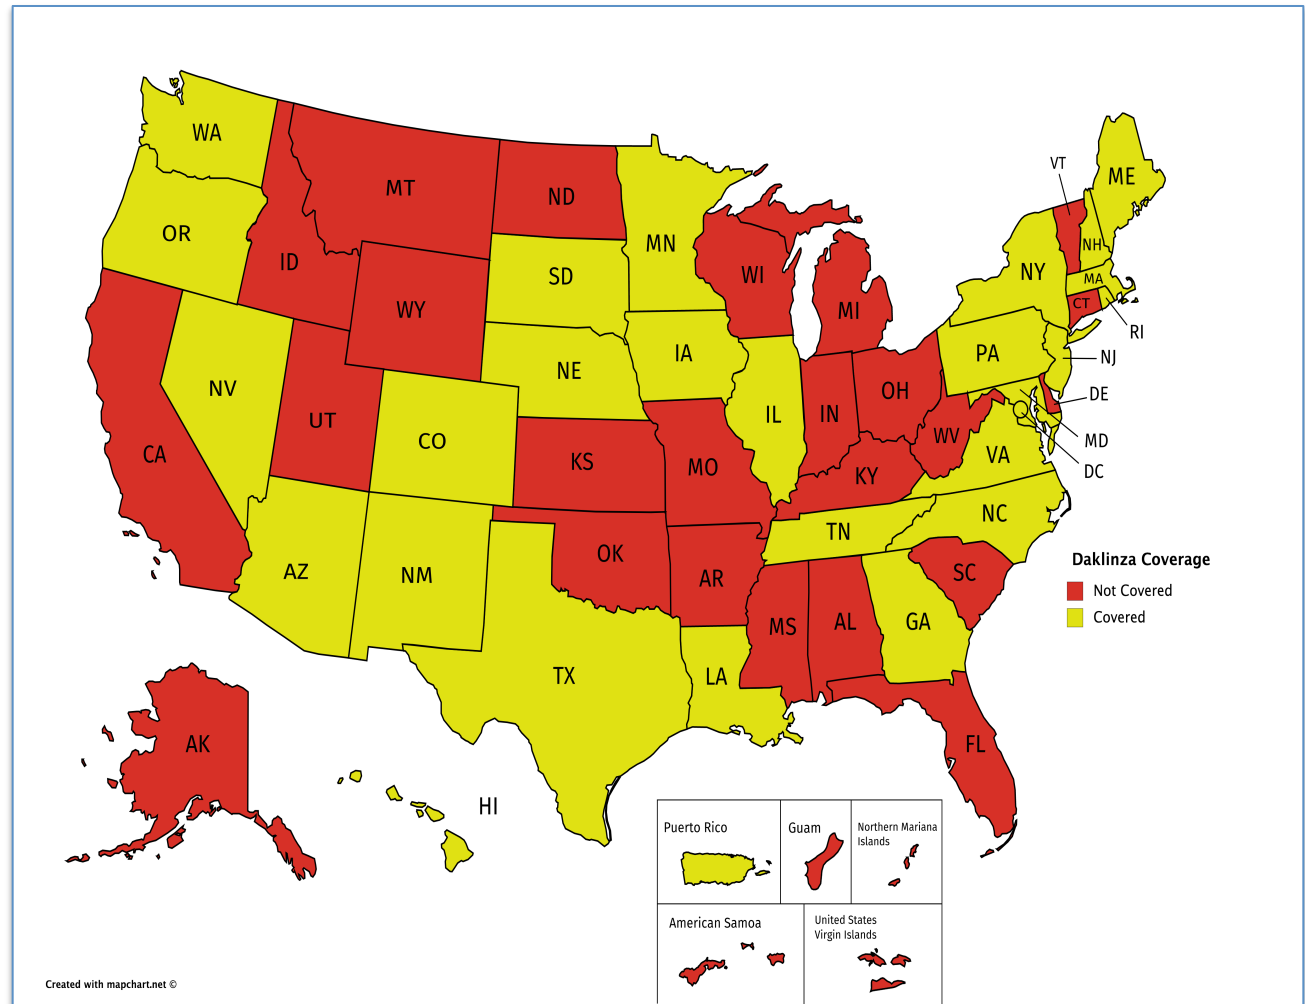 WA
MT
ND
VT
ME
OR
MN
NH
ID
SD
WI
NY
MA
WY
MI
CT
RI
IA
PA
NJ
NV
NE
OH
DE
UT
CO
IL
IN
WV
MD
CA
KS
MO
KY
VA
DC
TN
NC
AZ
NM
OK
AR
SC
Daklinza Coverage
Not Covered
Covered
MS
AL
GA
TX
LA
AK
FL
HI
Puerto Rico
Guam
Northern Mariana
Islands
American Samoa
United States
Virgin Islands
Created with mapchart.net ©